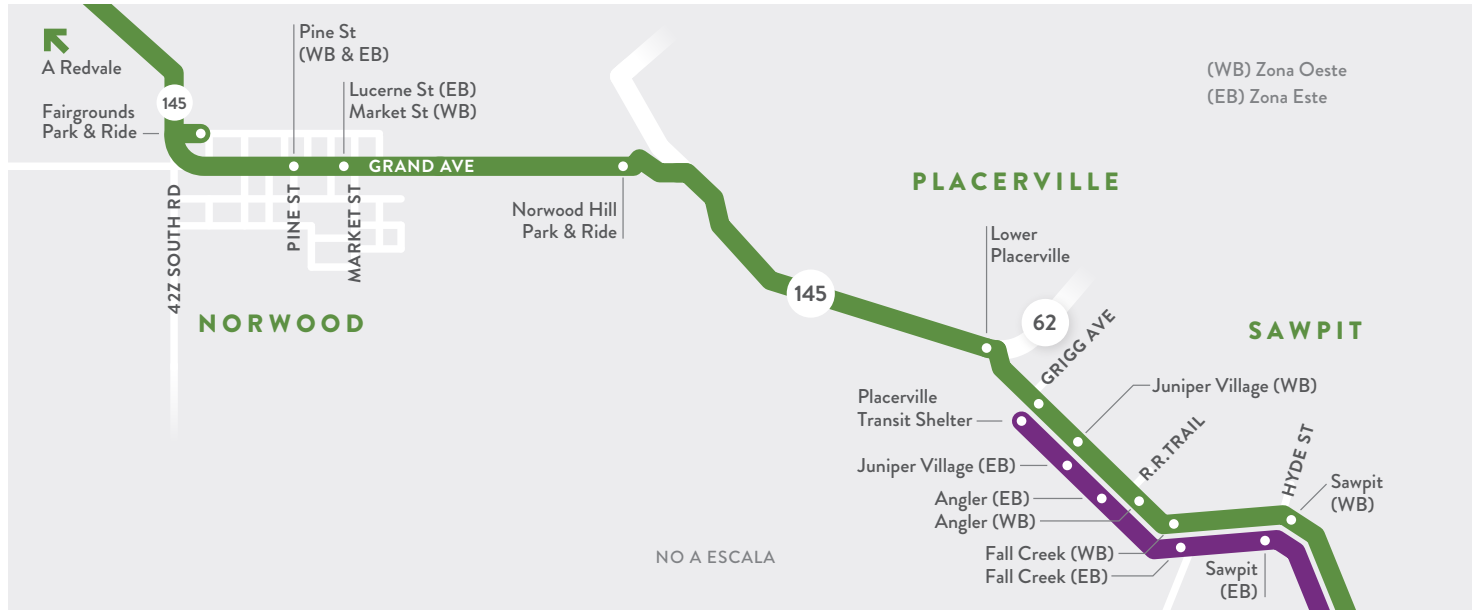 A Redvale
145
Fairgrounds
Park & Ride
Pine St
(WB & EB)
Lucerne St (EB)
Market St (WB)
GRAND AVE
42Z SOUTH RD
PINE ST
MARKET ST
NORWOOD
Norwood Hill
Park & Ride
(WB) Zona Oeste
(EB) Zona Este
PLACERVILLE
145
Lower
Placerville
62
GRIGG AVE
SAWPIT
Placerville
Transit Shelter
Juniper Village (WB)
Juniper Village (EB)
R.R.TRAIL
Angler (EB)
Angler (WB)
HYDE ST
Sawpit
(WB)
Fall Creek (WB)
Fall Creek (EB)
Sawpit
(EB)
NO A ESCALA